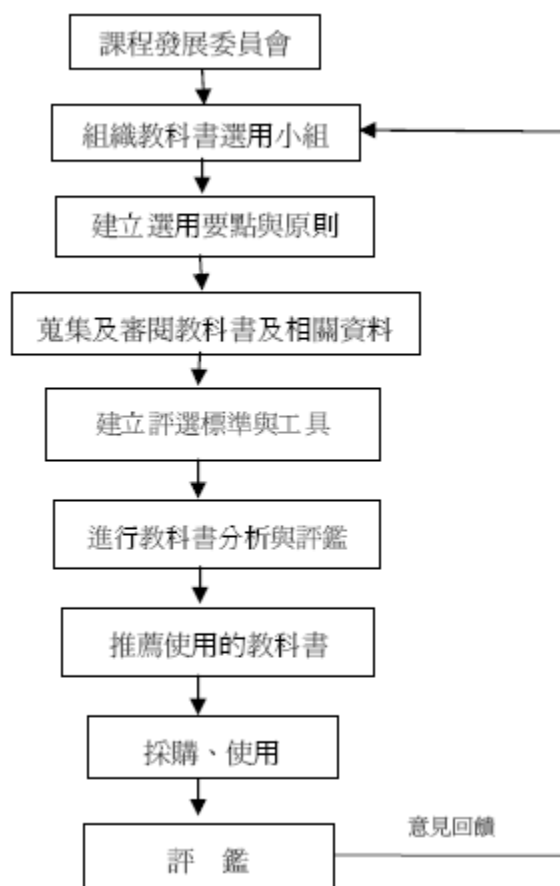 課程發展委員會
組織教科書選用小組
建立選用要點與原則
蒐集及審閱教科書及相關資料
建立評選標準與工具
進行教科書分析與評鑑
推薦使用的教科書
採購、使用
意見回饋
評 鑑